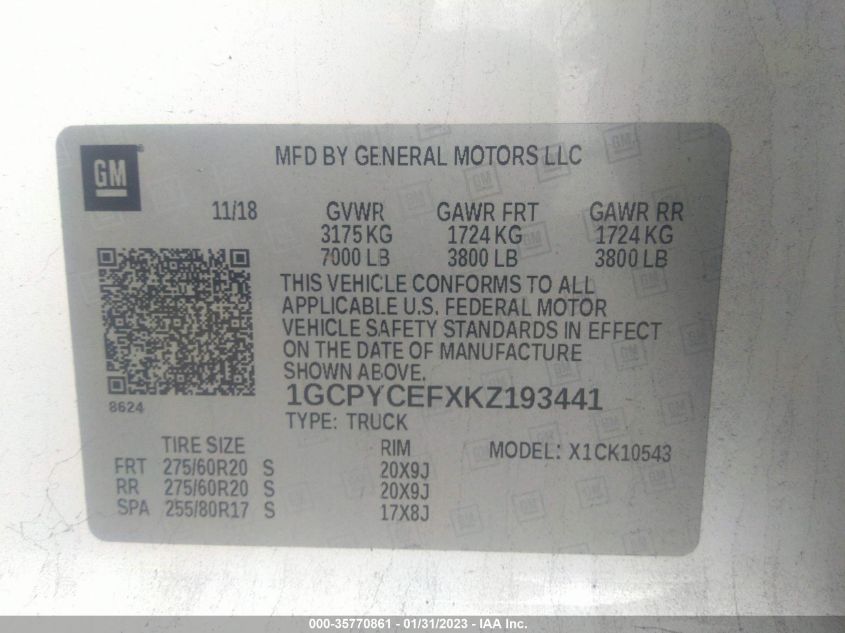 GM
MFD BY GENERAL MOTORS LLC
11/18 GVWR GAWR FRT GAWR RR
3175 KG 1724 KG 1724 KG
7000 LB 3800 LB 3800 LB
THIS VEHICLE CONFORMS TO ALL
APPLICABLE U.S. FEDERAL MOTOR
VEHICLE SAFETY STANDARDS IN EFFECT
ON THE DATE OF MANUFACTURE
SHOWN ABOVE.
1GCPYCEFXKZ193441
8624
TYPE: TRUCK
TIRE SIZE RIM MODEL: X1CK10543
FRT 275/60R20 S 20X9J
RR 275/60R20 S 20X9J
SPA 255/80R17 S 17X8J
000-35770861 - 01/31/2023 - IAA Inc.